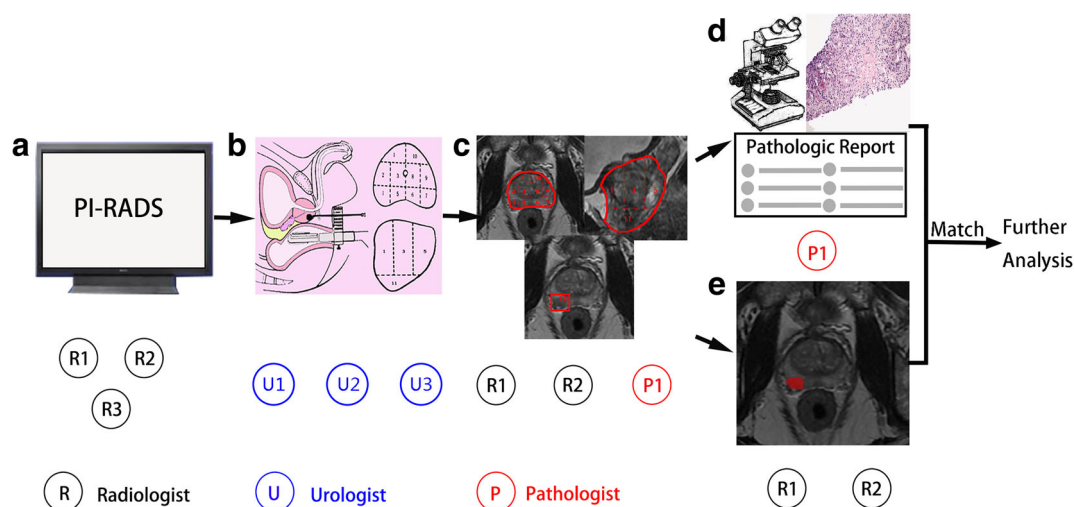 a
PI-RADS
R1 R2
R3
b
U1 U2 U3
c
R1 R2 P1
d
Pathologic Report
P1
e
R1 R2
Match
Further
Analysis
R Radiologist
U Urologist
P Pathologist